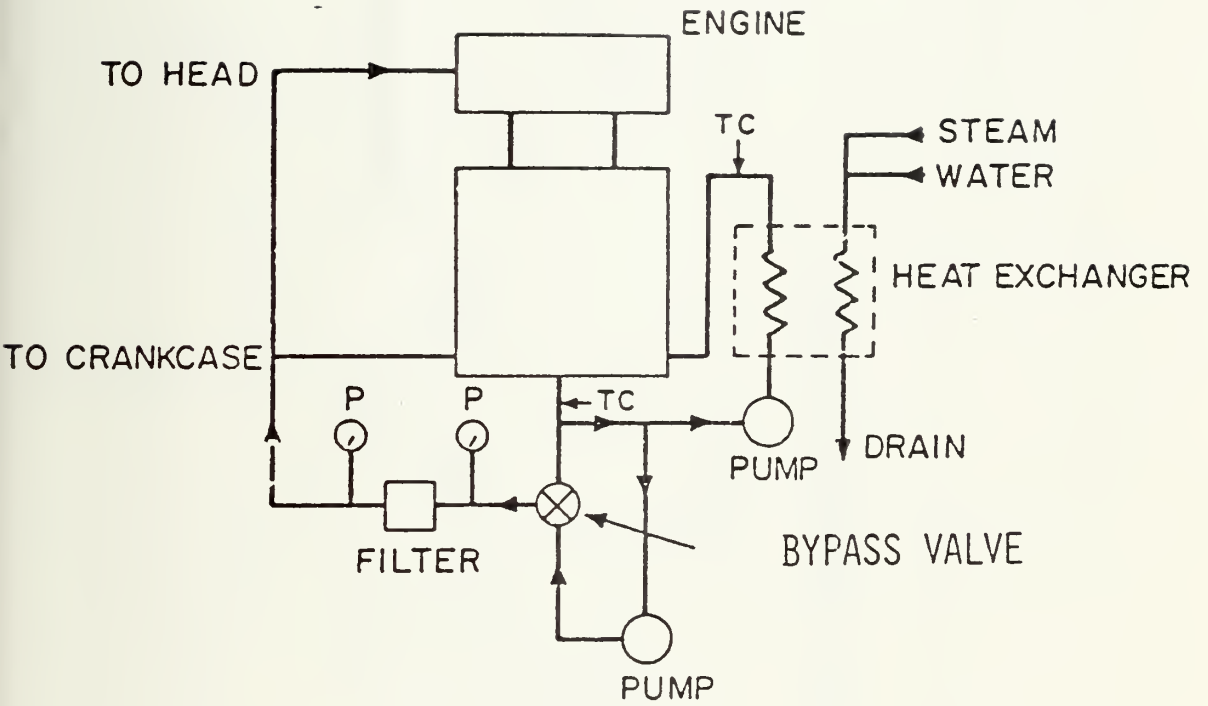 ENGINE
TO HEAD
TC
STEAM
WATER
HEAT EXCHANGER
TO CRANKCASE
P
P
TC
PUMP
DRAIN
FILTER
BYPASS VALVE
PUMP